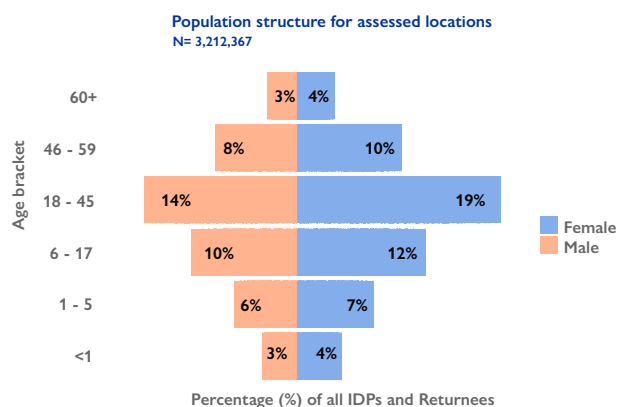 Population structure for assessed locations
N= 3,212,367
Age bracket
60+
3%
4%
46 - 59
8%
10%
18 - 45
14%
19%
6 - 17
10%
12%
1 - 5
6%
7%
<1
3%
4%
Female
Male
Percentage (%) of all IDPs and Returnees